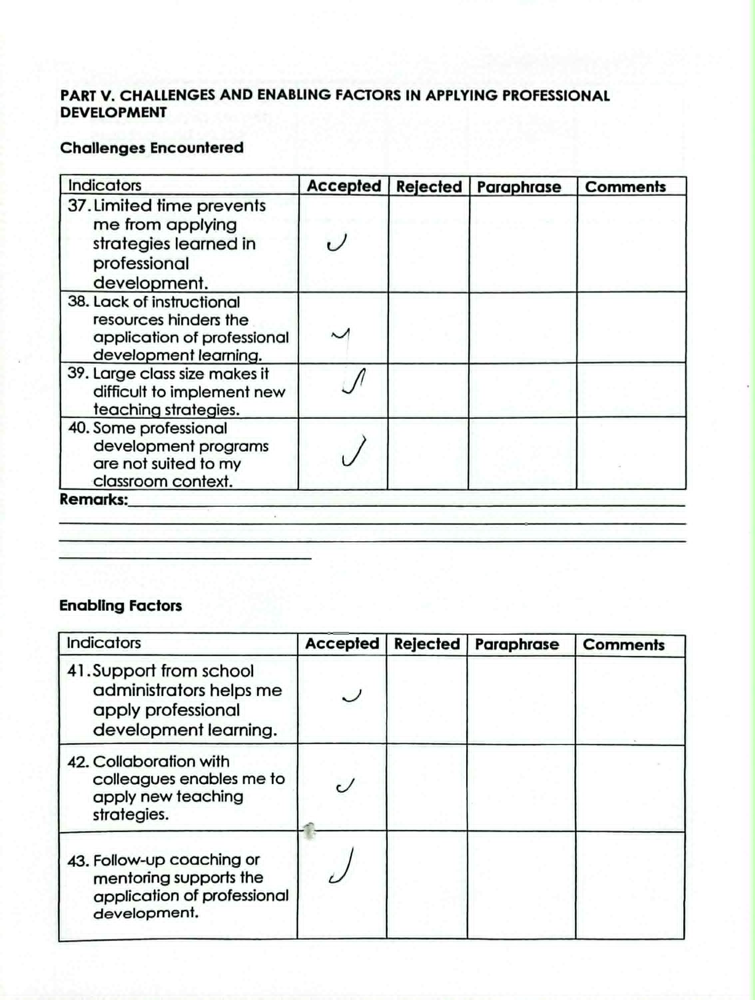 PART V. CHALLENGES AND ENABLING FACTORS IN APPLYING PROFESSIONAL
DEVELOPMENT
Challenges Encountered
Indicators Accepted Rejected Paraphrase Comments
37. Limited time prevents
me from applying
strategies learned in
professional
development.
38. Lack of instructional
resources hinders the
application of professional
development learning.
39. Large class size makes it
difficult to implement new
teaching strategies.
40. Some professional
development programs
are not suited to my
classroom context.
Remarks:
Enabling Factors
Indicators Accepted Rejected Paraphrase Comments
41. Support from school
administrators helps me
apply professional
development learning.
42. Collaboration with
colleagues enables me to
apply new teaching
strategies.
43. Follow-up coaching or
mentoring supports the
application of professional
development.